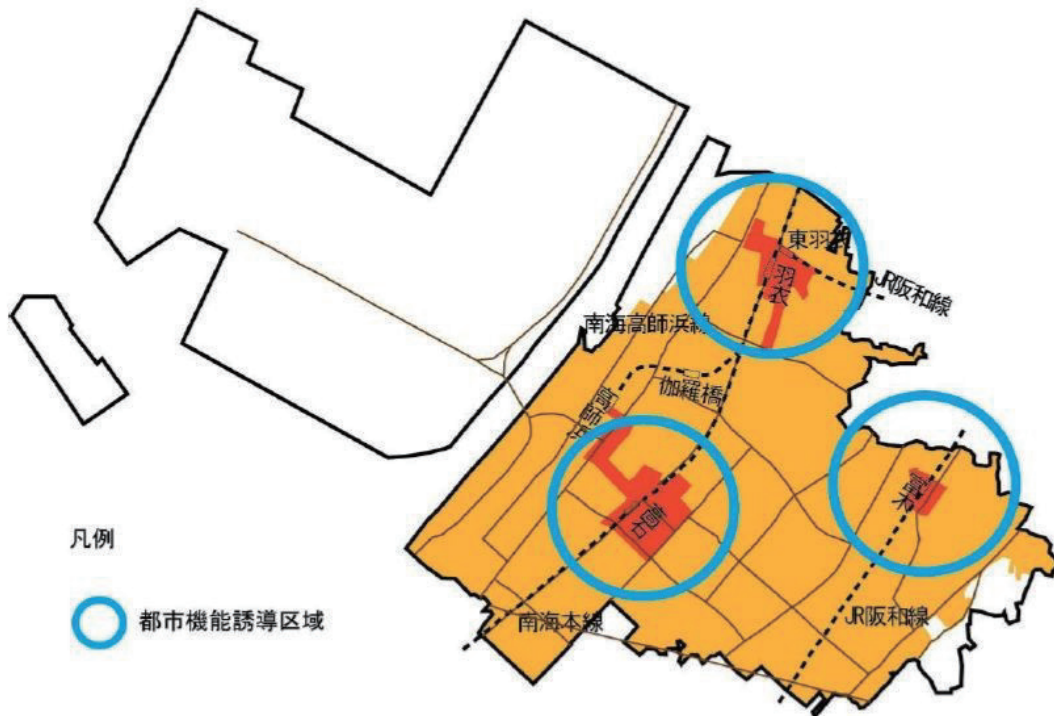 東羽衣
羽衣
JR阪和線
南海高師浜線
伽羅橋
高師浜
高石
富木
凡例
都市機能誘導区域
南海本線
JR阪和線